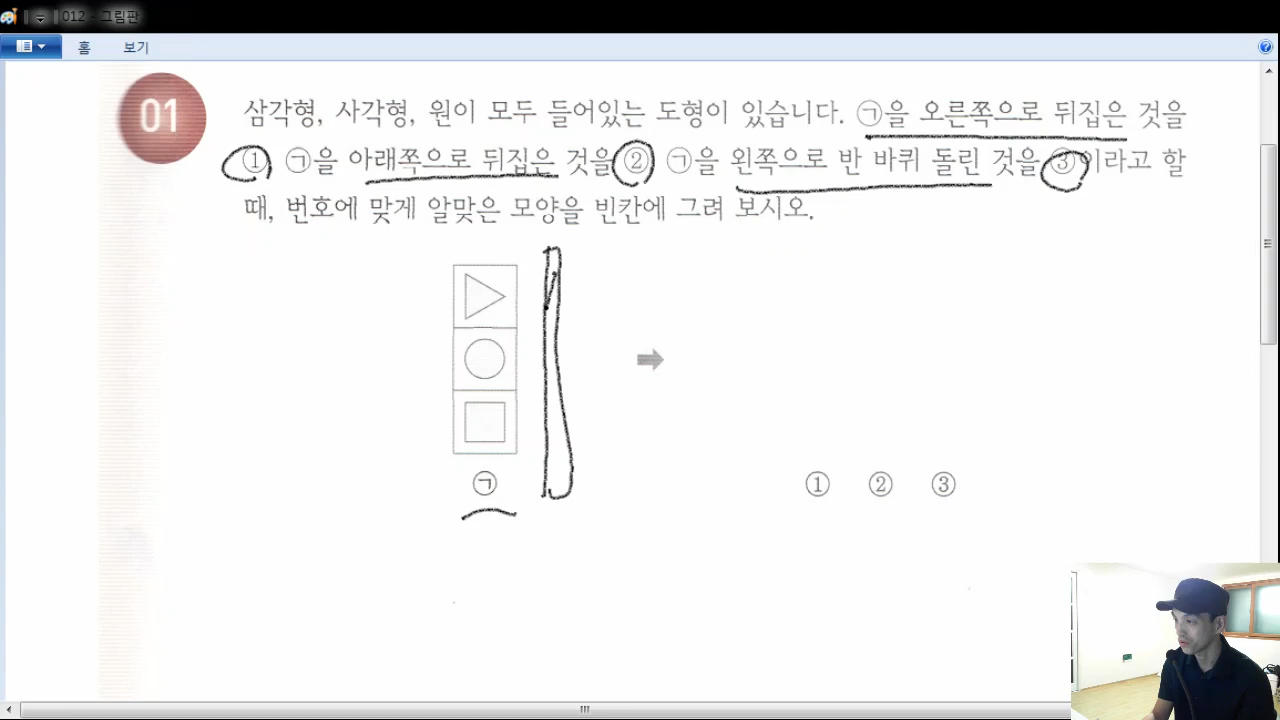 012 - 그림판
홈 보기
01
삼각형, 사각형, 원이 모두 들어있는 도형이 있습니다. ㉠을 오른쪽으로 뒤집은 것을
① ㉠을 아래쪽으로 뒤집은 것을 ② ㉠을 왼쪽으로 반 바퀴 돌린 것을 ③이라고 할
때, 번호에 맞게 알맞은 모양을 빈칸에 그려 보시오.
㉠
① ② ③